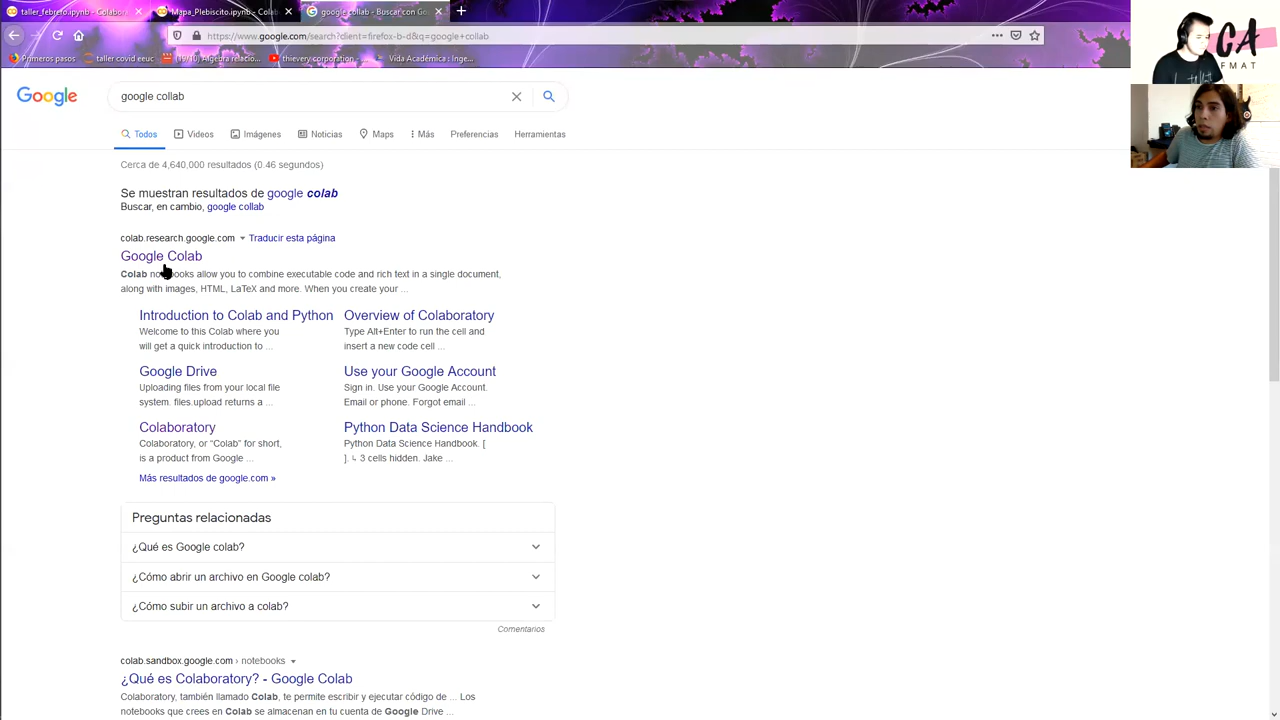 taller_febrero.ipynb - Colabora
Mapa_Plebiscito.ipynb - Colab
google collab - Buscar con Go
https://www.google.com/search?client=firefox-b-d&q=google+collab
Primeros pasos
taller covid eeuc
(19/10) Álgebra relacio...
thievery corporation -...
Vida Académica : Inge...
CA
FMAT
Google
google collab
Todos
Videos
Imágenes
Noticias
Maps
Más
Preferencias
Herramientas
Cerca de 4,640,000 resultados (0.46 segundos)
Se muestran resultados de google colab
Buscar, en cambio, google collab
colab.research.google.com Traducir esta página
Google Colab
Colab notebooks allow you to combine executable code and rich text in a single document,
along with images, HTML, LaTeX and more. When you create your ...
Introduction to Colab and Python
Welcome to this Colab where you
will get a quick introduction to ...
Overview of Colaboratory
Type Alt+Enter to run the cell and
insert a new code cell ...
Google Drive
Uploading files from your local file
system. files.upload returns a ...
Use your Google Account
Sign in. Use your Google Account.
Email or phone. Forgot email ...
Colaboratory
Colaboratory, or "Colab" for short,
is a product from Google ...
Python Data Science Handbook
Python Data Science Handbook. [
]. ↳ 3 cells hidden. Jake ...
Más resultados de google.com »
Preguntas relacionadas
¿Qué es Google colab?
¿Cómo abrir un archivo en Google colab?
¿Cómo subir un archivo a colab?
Comentarios
colab.sandbox.google.com › notebooks
¿Qué es Colaboratory? - Google Colab
Colaboratory, también llamado Colab, te permite escribir y ejecutar código de ... Los
notebooks que crees en Colab se almacenan en tu cuenta de Google Drive ...